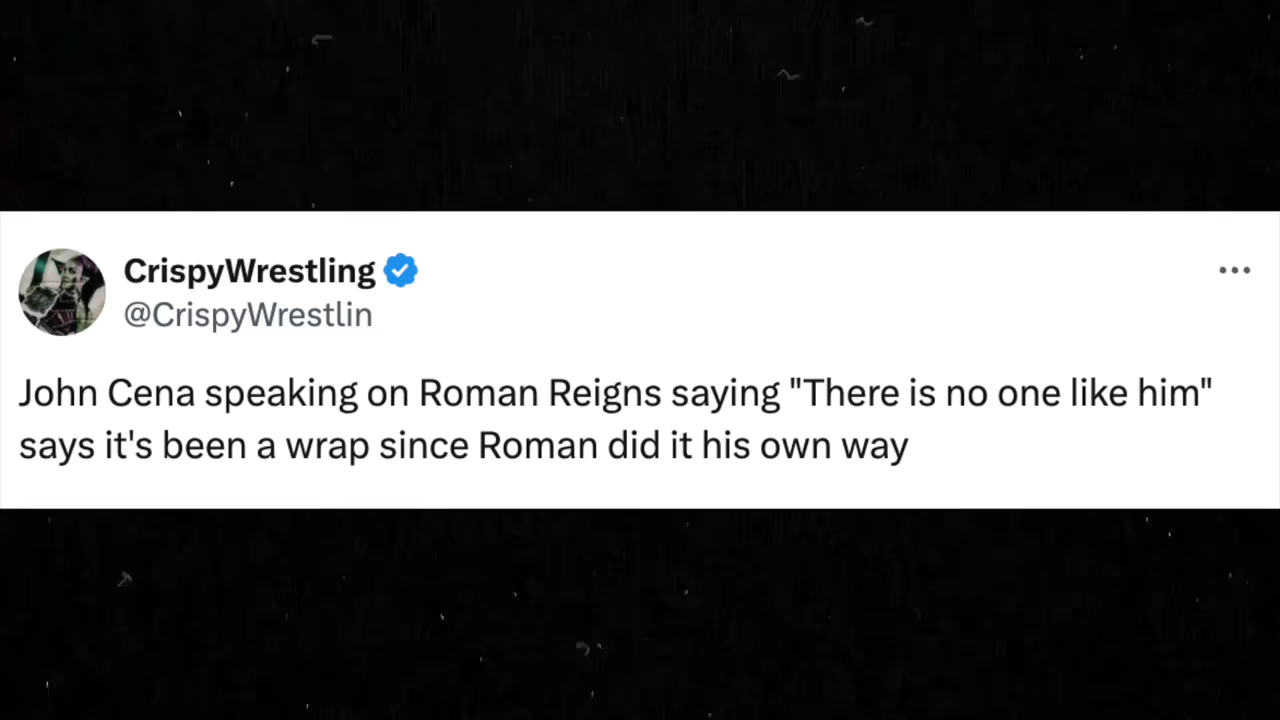 CrispyWrestling
@CrispyWrestlin
John Cena speaking on Roman Reigns saying "There is no one like him"
says it's been a wrap since Roman did it his own way